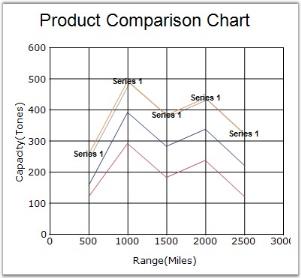 Product Comparison Chart
600
500
Series 1
Series 1
400
Series 1
300
Series 1
Series 1
200
100
0
0 500 1000 1500 2000 2500 3000
Capacity(Tones)
Range(Miles)